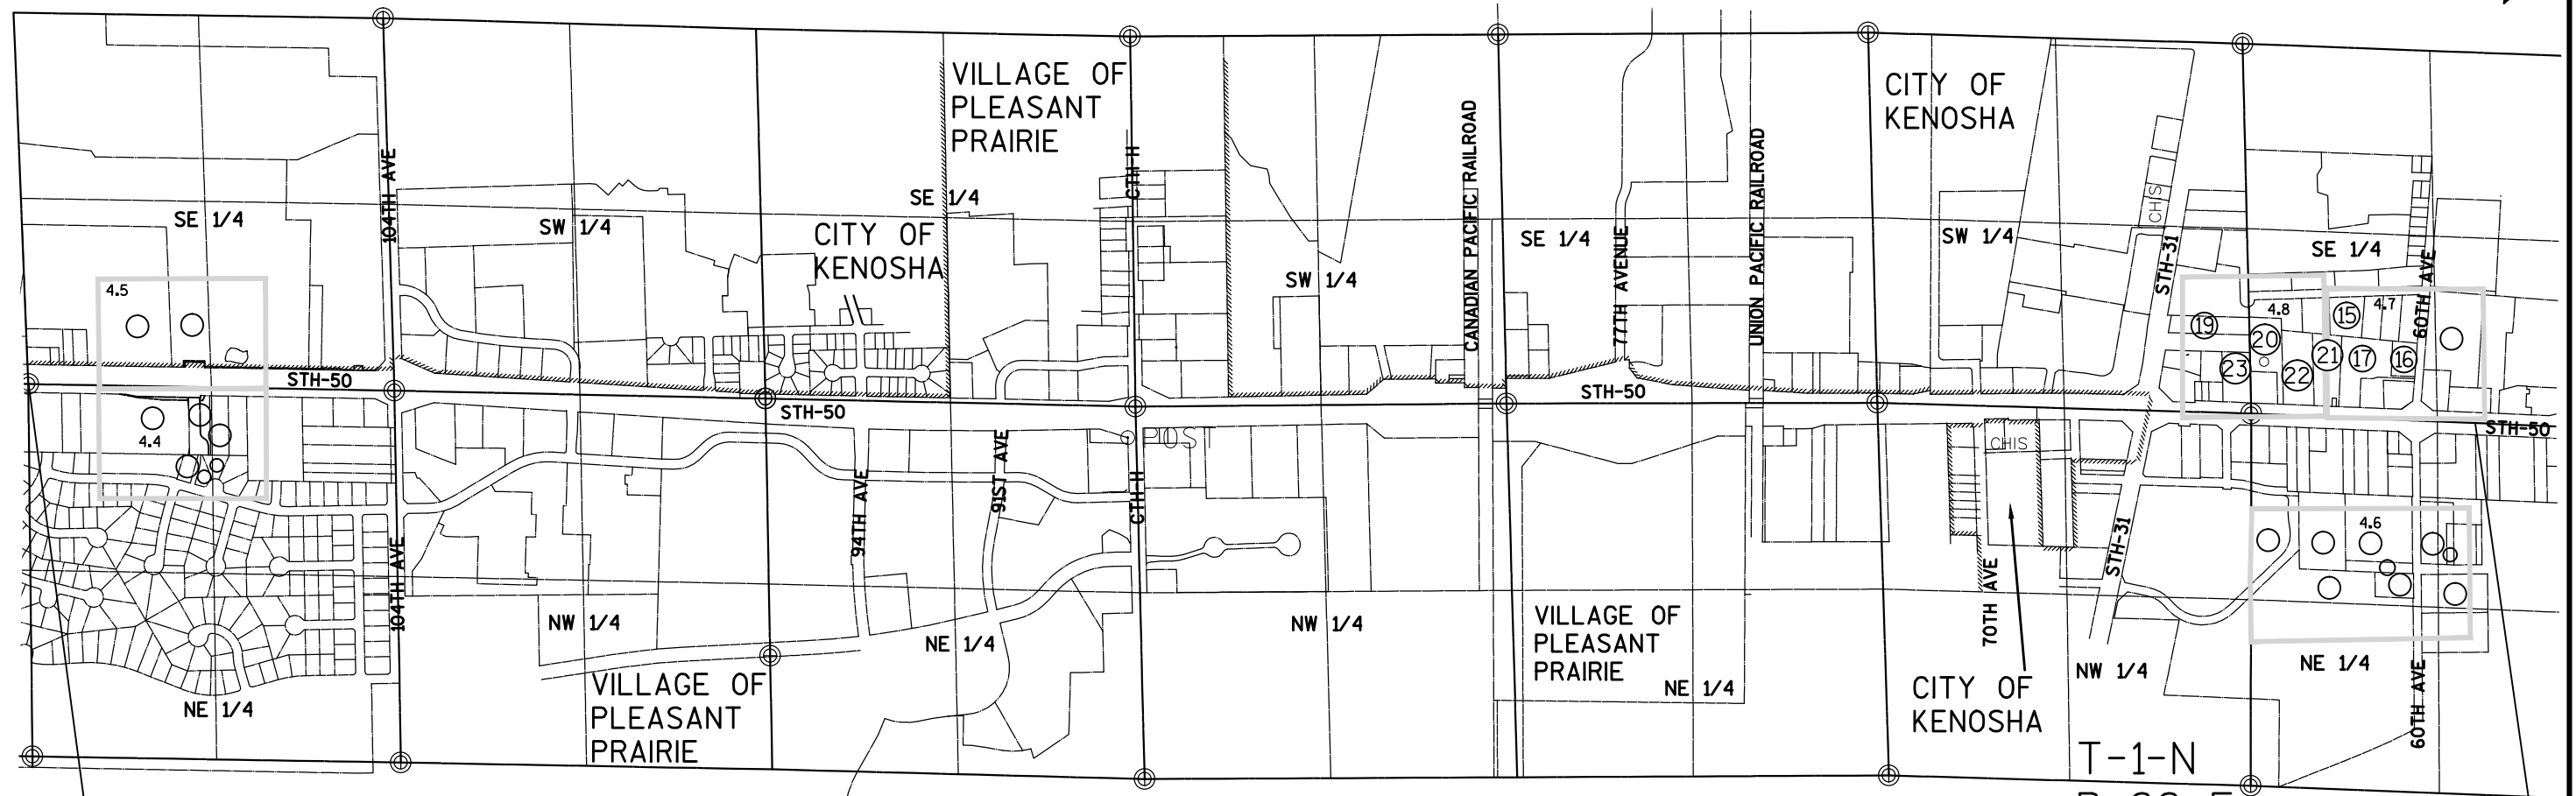 VILLAGE OF
PLEASANT
PRAIRIE
CITY OF
KENOSHA
104TH AVE
CTH-H
CANADIAN PACIFIC RAILROAD
UNION PACIFIC RAILROAD
CHIS
SE 1/4
SW 1/4
SE 1/4
CITY OF
KENOSHA
SW 1/4
SE 1/4
77TH AVENUE
SW 1/4
STH-31
SE 1/4
60TH AVE
4.5
4.8
4.7
19
20
15
23
22
21
17
16
STH-50
STH-50
STH-50
STH-50
4.4
POST
CHIS
94TH AVE
91ST AVE
CTH-H
104TH AVE
70TH AVE
STH-31
4.6
NW 1/4
NE 1/4
NW 1/4
VILLAGE OF
PLEASANT
PRAIRIE
NE 1/4
NE 1/4
VILLAGE OF
PLEASANT
PRAIRIE
CITY OF
KENOSHA
NW 1/4
NE 1/4
60TH AVE
T-1-N